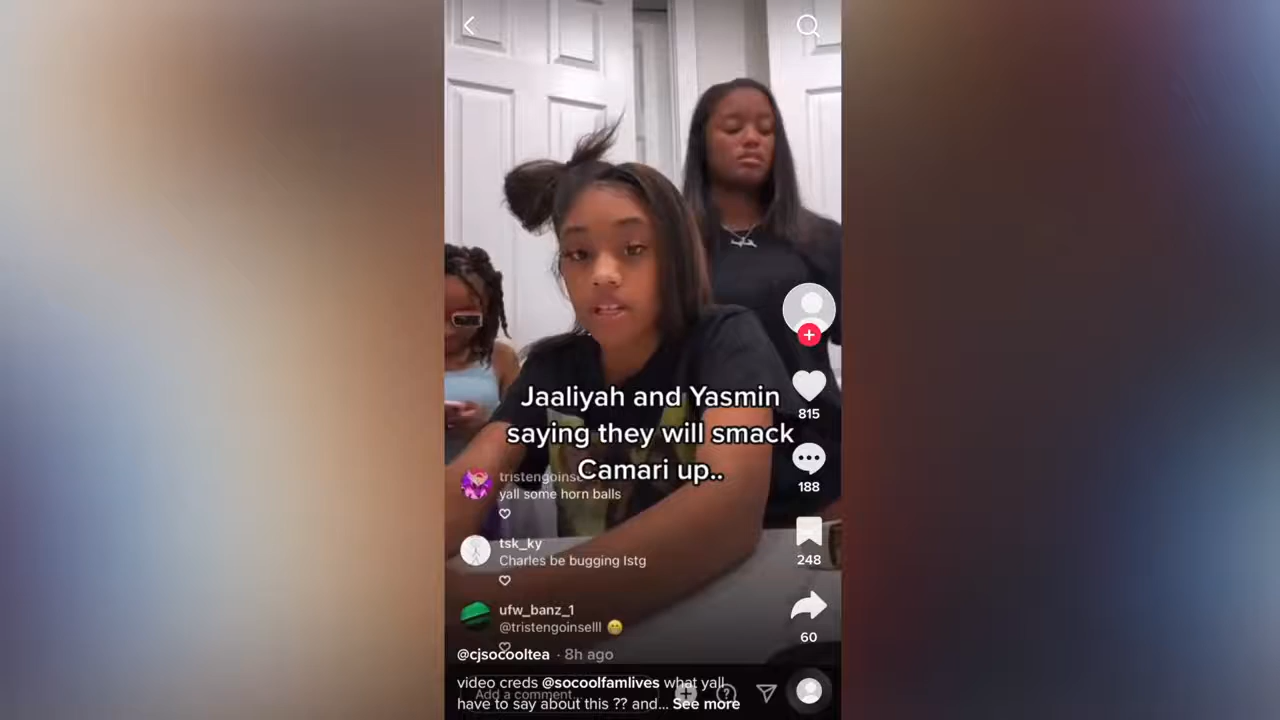 Jaaliyah and Yasmin
saying they will smack
Camari up..
815
188
248
60
tristengoinse
yall some horn balls
tsk_ky
Charles be bugging Istg
ufw_banz_1
@tristengoinselll 😁
@cjsocooltea · 8h ago
video creds @socoolfamlives what yall
Add a comment...
have to say about this ?? and... See more